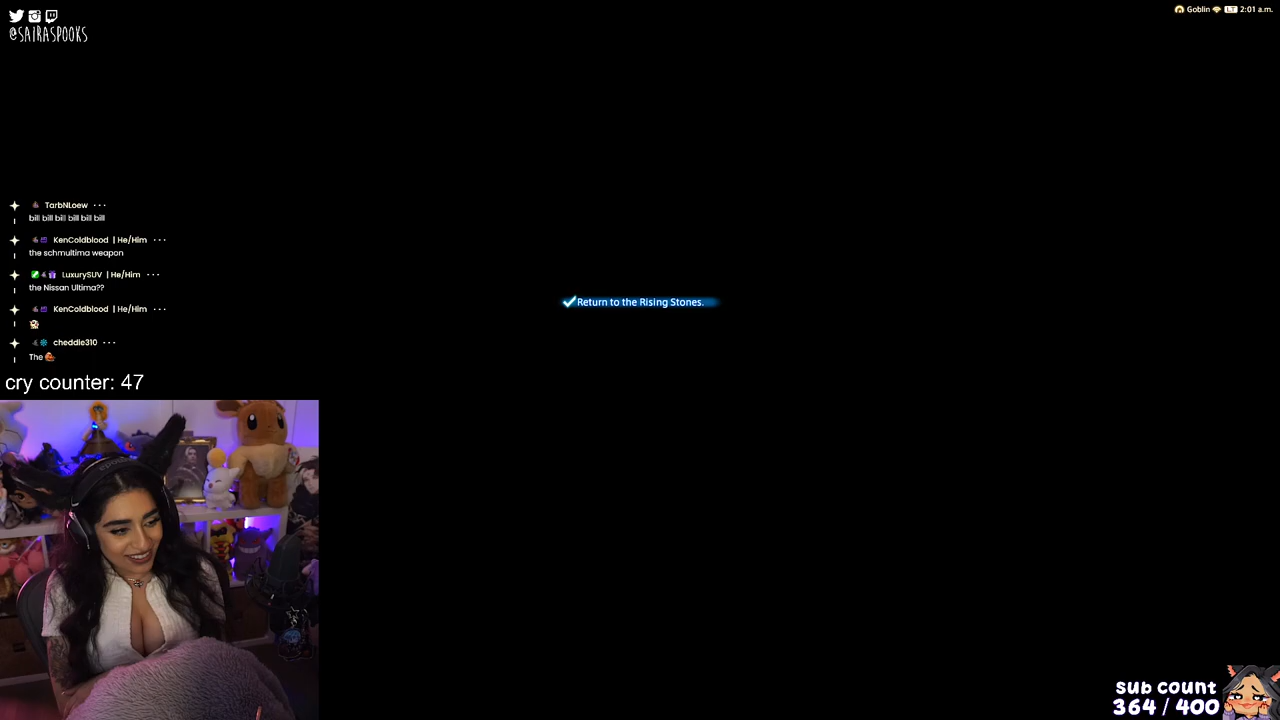 @SAIRASPOOKS
Goblin LT 2:01 a.m.
TarbNLoew ···
bill bill bill bill bill bill
KenColdblood | He/Him ···
the schmultima weapon
LuxurySUV | He/Him ···
the Nissan Ultima??
KenColdblood | He/Him ···
cheddie310 ···
The
cry counter: 47
Return to the Rising Stones.
sub count
364 / 400